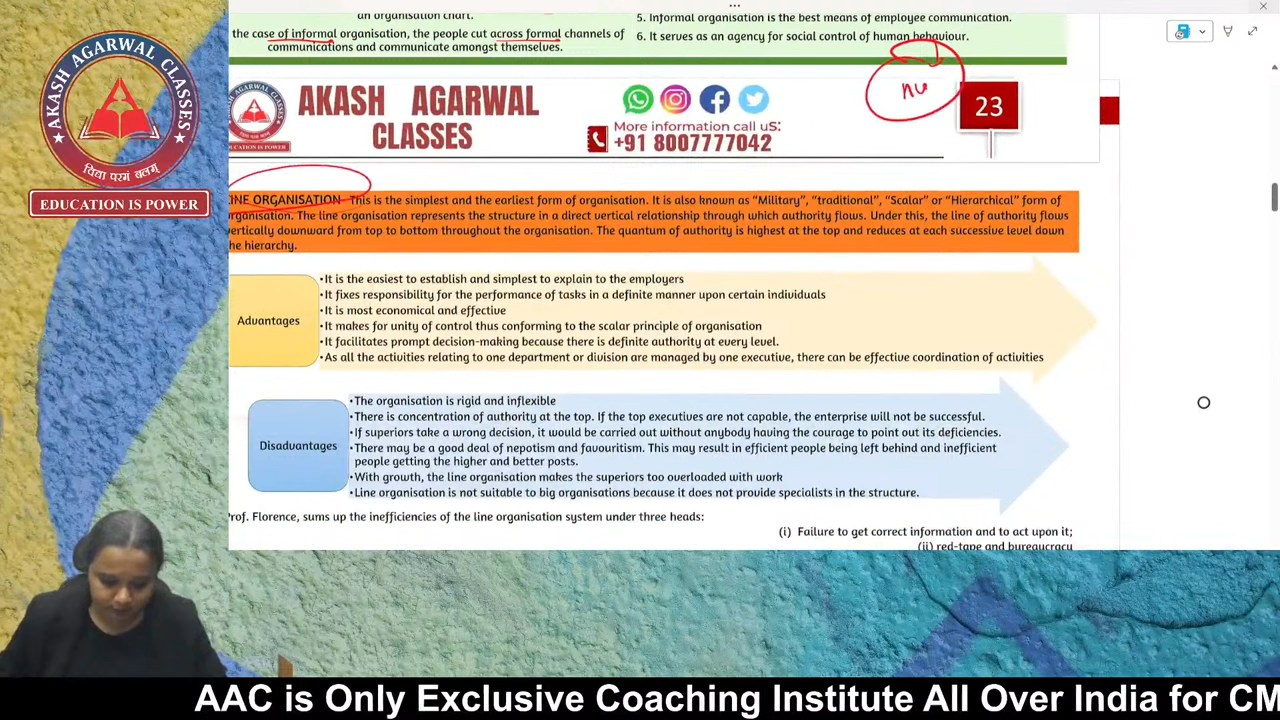 an organisation chart.
the case of informal organisation, the people cut across formal channels of
communications and communicate amongst themselves.
5. Informal organisation is the best means of employee communication.
6. It serves as an agency for social control of human behaviour.
AKASH AGARWAL CLASSES
विद्या परमं बलम्
EDUCATION IS POWER
EDUCATION IS POWER
AKASH AGARWAL
CLASSES
More information call us:
+91 8007777042
nu
23
LINE ORGANISATION This is the simplest and the earliest form of organisation. It is also known as “Military”, “traditional”, “Scalar” or “Hierarchical” form of
organisation. The line organisation represents the structure in a direct vertical relationship through which authority flows. Under this, the line of authority flows
vertically downward from top to bottom throughout the organisation. The quantum of authority is highest at the top and reduces at each successive level down
the hierarchy.
Advantages
•It is the easiest to establish and simplest to explain to the employers
•It fixes responsibility for the performance of tasks in a definite manner upon certain individuals
•It is most economical and effective
•It makes for unity of control thus conforming to the scalar principle of organisation
•It facilitates prompt decision-making because there is definite authority at every level.
•As all the activities relating to one department or division are managed by one executive, there can be effective coordination of activities
Disadvantages
•The organisation is rigid and inflexible
•There is concentration of authority at the top. If the top executives are not capable, the enterprise will not be successful.
•If superiors take a wrong decision, it would be carried out without anybody having the courage to point out its deficiencies.
•There may be a good deal of nepotism and favouritism. This may result in efficient people being left behind and inefficient
people getting the higher and better posts.
•With growth, the line organisation makes the superiors too overloaded with work
•Line organisation is not suitable to big organisations because it does not provide specialists in the structure.
Prof. Florence, sums up the inefficiencies of the line organisation system under three heads:
(i) Failure to get correct information and to act upon it;
(ii) red-tape and bureaucracy
AAC is Only Exclusive Coaching Institute All Over India for CM